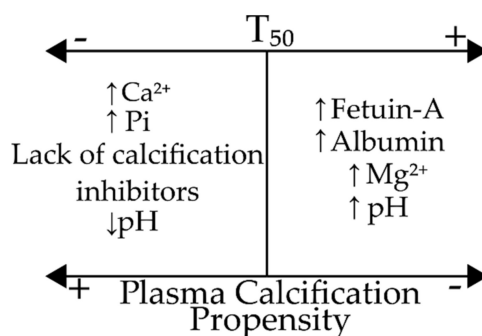 - T₅₀ +
↑Ca²⁺
↑Pi
Lack of calcification
inhibitors
↓pH
↑Fetuin-A
↑Albumin
↑Mg²⁺
↑pH
+ Plasma Calcification -
Propensity